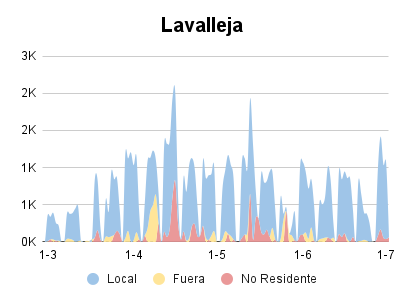 Lavalleja
3K
2K
2K
1K
1K
0K
1-3 1-4 1-5 1-6 1-7
Local Fuera No Residente